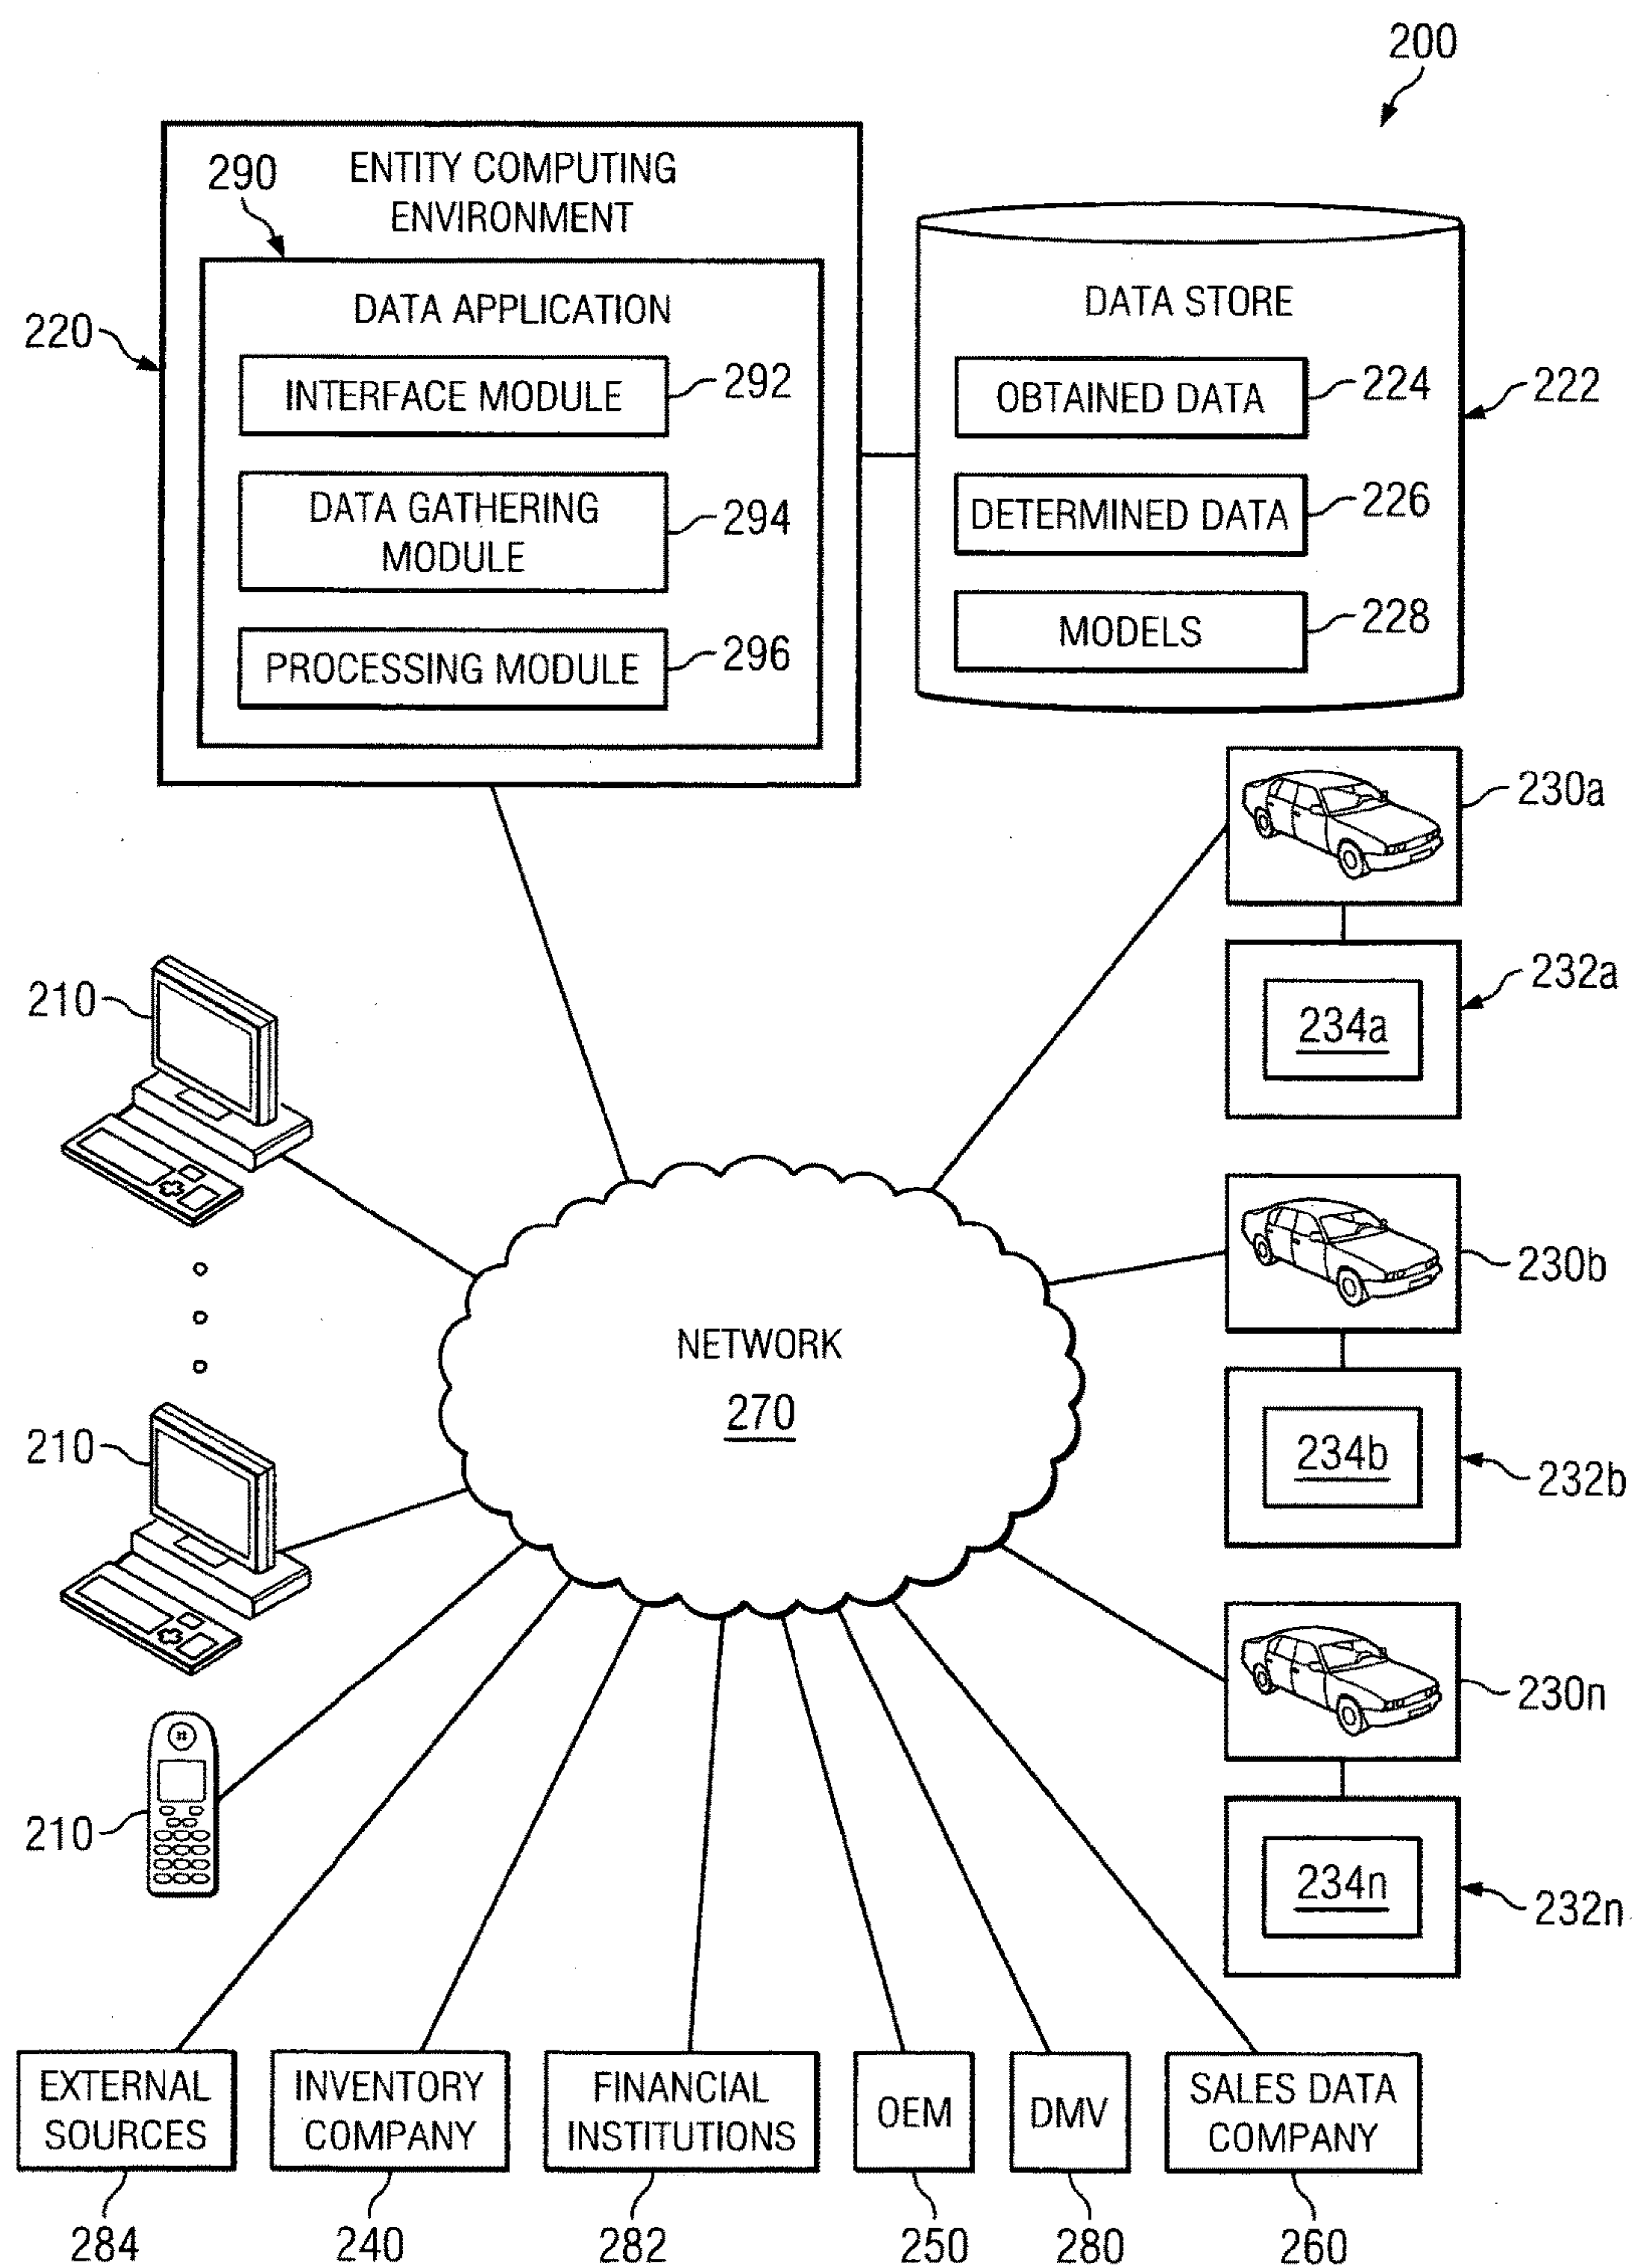 200
ENTITY COMPUTING
ENVIRONMENT
290
DATA APPLICATION
220
INTERFACE MODULE
292
DATA GATHERING
MODULE
294
PROCESSING MODULE
296
DATA STORE
OBTAINED DATA
224
222
DETERMINED DATA
226
MODELS
228
230a
232a
234a
210
230b
NETWORK
270
210
234b
232b
230n
210
234n
232n
EXTERNAL
SOURCES
INVENTORY
COMPANY
FINANCIAL
INSTITUTIONS
OEM
DMV
SALES DATA
COMPANY
284
240
282
250
280
260